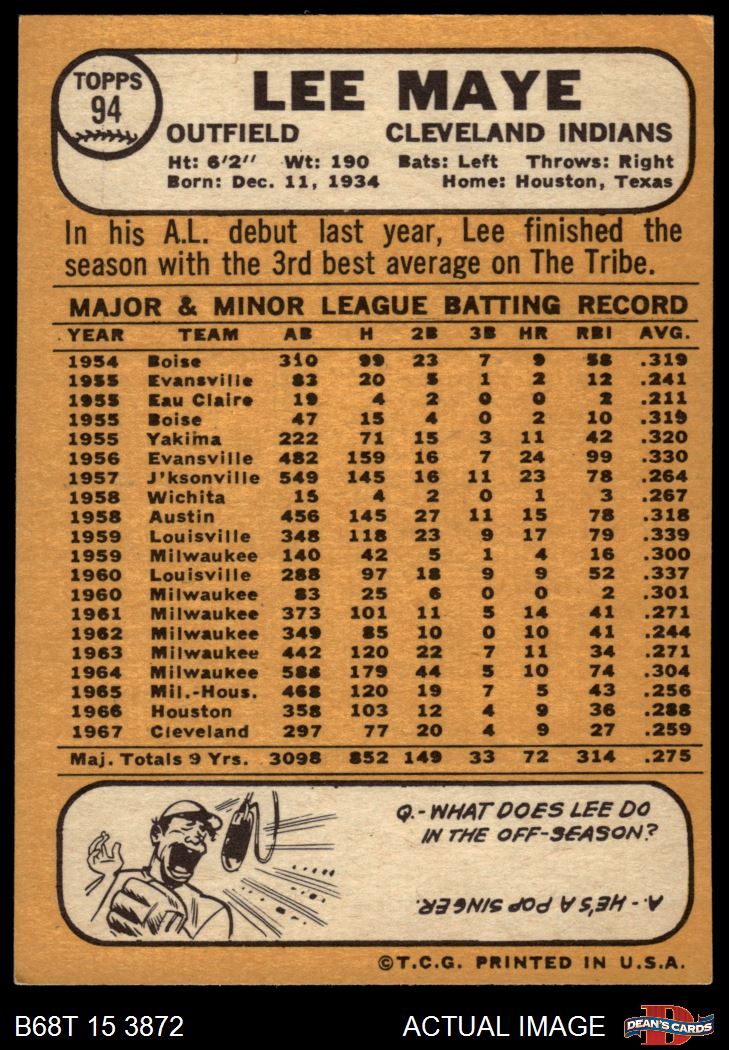 TOPPS
94
LEE MAYE
OUTFIELD CLEVELAND INDIANS
Ht: 6'2" Wt: 190 Bats: Left Throws: Right
Born: Dec. 11, 1934 Home: Houston, Texas
In his A.L. debut last year, Lee finished the
season with the 3rd best average on The Tribe.
MAJOR & MINOR LEAGUE BATTING RECORD
YEAR TEAM AB H 2B 3B HR RBI AVG.
1954 Boise 310 99 23 7 9 58 .319
1955 Evansville 83 20 5 1 2 12 .241
1955 Eau Claire 19 4 2 0 0 2 .211
1955 Boise 47 15 4 0 2 10 .319
1955 Yakima 222 71 15 3 11 42 .320
1956 Evansville 482 159 16 7 24 99 .330
1957 J'ksonville 549 145 16 11 23 78 .264
1958 Wichita 15 4 2 0 1 3 .267
1958 Austin 456 145 27 11 15 78 .318
1959 Louisville 348 118 23 9 17 79 .339
1959 Milwaukee 140 42 5 1 4 16 .300
1960 Louisville 288 97 18 9 9 52 .337
1960 Milwaukee 83 25 6 0 0 2 .301
1961 Milwaukee 373 101 11 5 14 41 .271
1962 Milwaukee 349 85 10 0 10 41 .244
1963 Milwaukee 442 120 22 7 11 34 .271
1964 Milwaukee 588 179 44 5 10 74 .304
1965 Mil.-Hous. 468 120 19 7 5 43 .256
1966 Houston 358 103 12 4 9 36 .288
1967 Cleveland 297 77 20 4 9 27 .259
Maj. Totals 9 Yrs. 3098 852 149 33 72 314 .275
Q.-WHAT DOES LEE DO
IN THE OFF-SEASON?
A.-HE'S A POP SINGER.
©T.C.G. PRINTED IN U.S.A.
B68T 15 3872 ACTUAL IMAGE DEAN'S CARDS